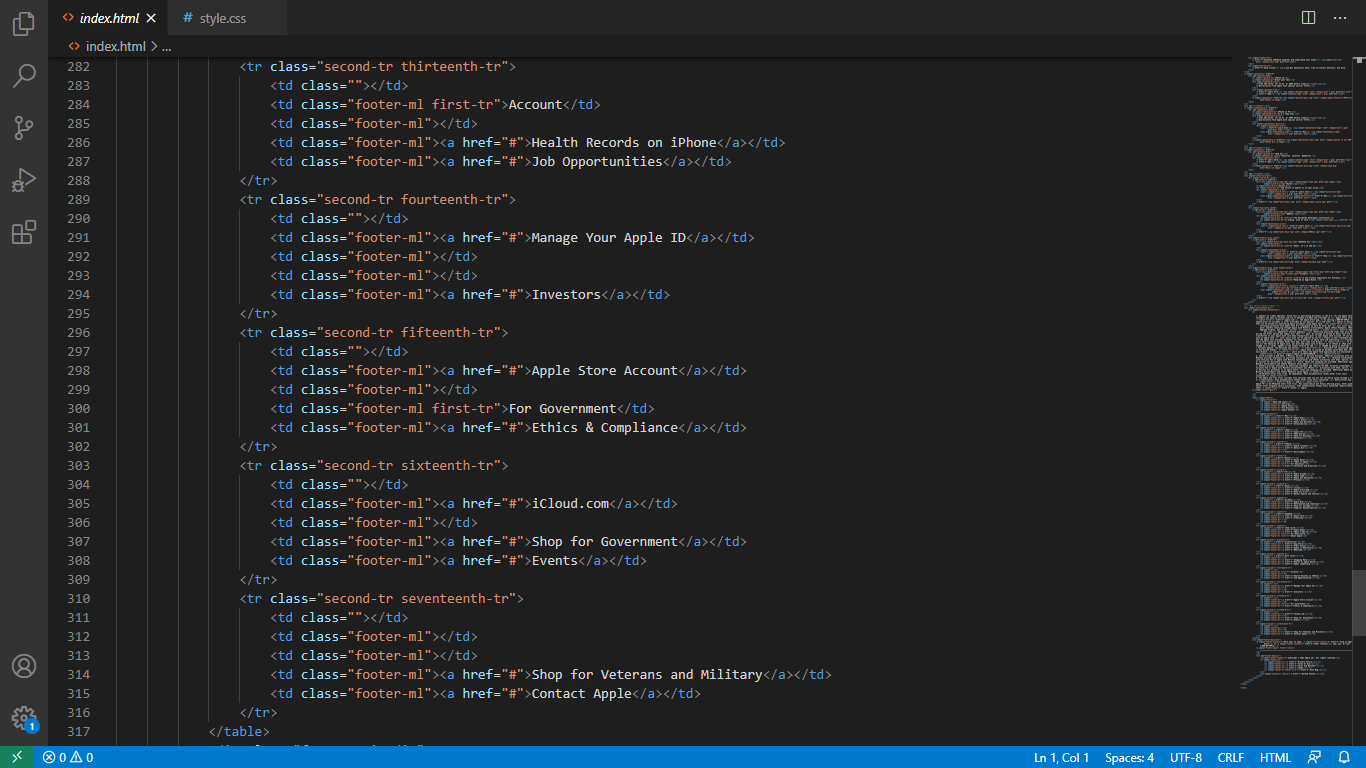 index.html
style.css
index.html > ...
282 <tr class="second-tr thirteenth-tr">
283 <td class=""></td>
284 <td class="footer-ml first-tr">Account</td>
285 <td class="footer-ml"></td>
286 <td class="footer-ml"><a href="#">Health Records on iPhone</a></td>
287 <td class="footer-ml"><a href="#">Job Opportunities</a></td>
288 </tr>
289 <tr class="second-tr fourteenth-tr">
290 <td class=""></td>
291 <td class="footer-ml"><a href="#">Manage Your Apple ID</a></td>
292 <td class="footer-ml"></td>
293 <td class="footer-ml"></td>
294 <td class="footer-ml"><a href="#">Investors</a></td>
295 </tr>
296 <tr class="second-tr fifteenth-tr">
297 <td class=""></td>
298 <td class="footer-ml"><a href="#">Apple Store Account</a></td>
299 <td class="footer-ml"></td>
300 <td class="footer-ml first-tr">For Government</td>
301 <td class="footer-ml"><a href="#">Ethics & Compliance</a></td>
302 </tr>
303 <tr class="second-tr sixteenth-tr">
304 <td class=""></td>
305 <td class="footer-ml"><a href="#">iCloud.com</a></td>
306 <td class="footer-ml"></td>
307 <td class="footer-ml"><a href="#">Shop for Government</a></td>
308 <td class="footer-ml"><a href="#">Events</a></td>
309 </tr>
310 <tr class="second-tr seventeenth-tr">
311 <td class=""></td>
312 <td class="footer-ml"></td>
313 <td class="footer-ml"></td>
314 <td class="footer-ml"><a href="#">Shop for Veterans and Military</a></td>
315 <td class="footer-ml"><a href="#">Contact Apple</a></td>
316 </tr>
317 </table>
1
0 0 Ln 1, Col 1 Spaces: 4 UTF-8 CRLF HTML